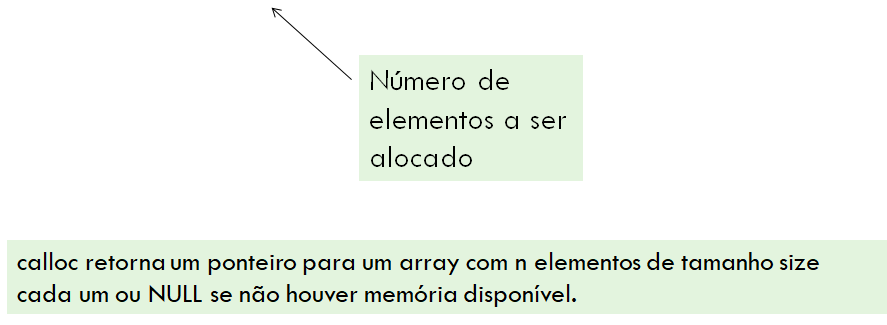 Número de
elementos a ser
alocado
calloc retorna um ponteiro para um array com n elementos de tamanho size
cada um ou NULL se não houver memória disponível.